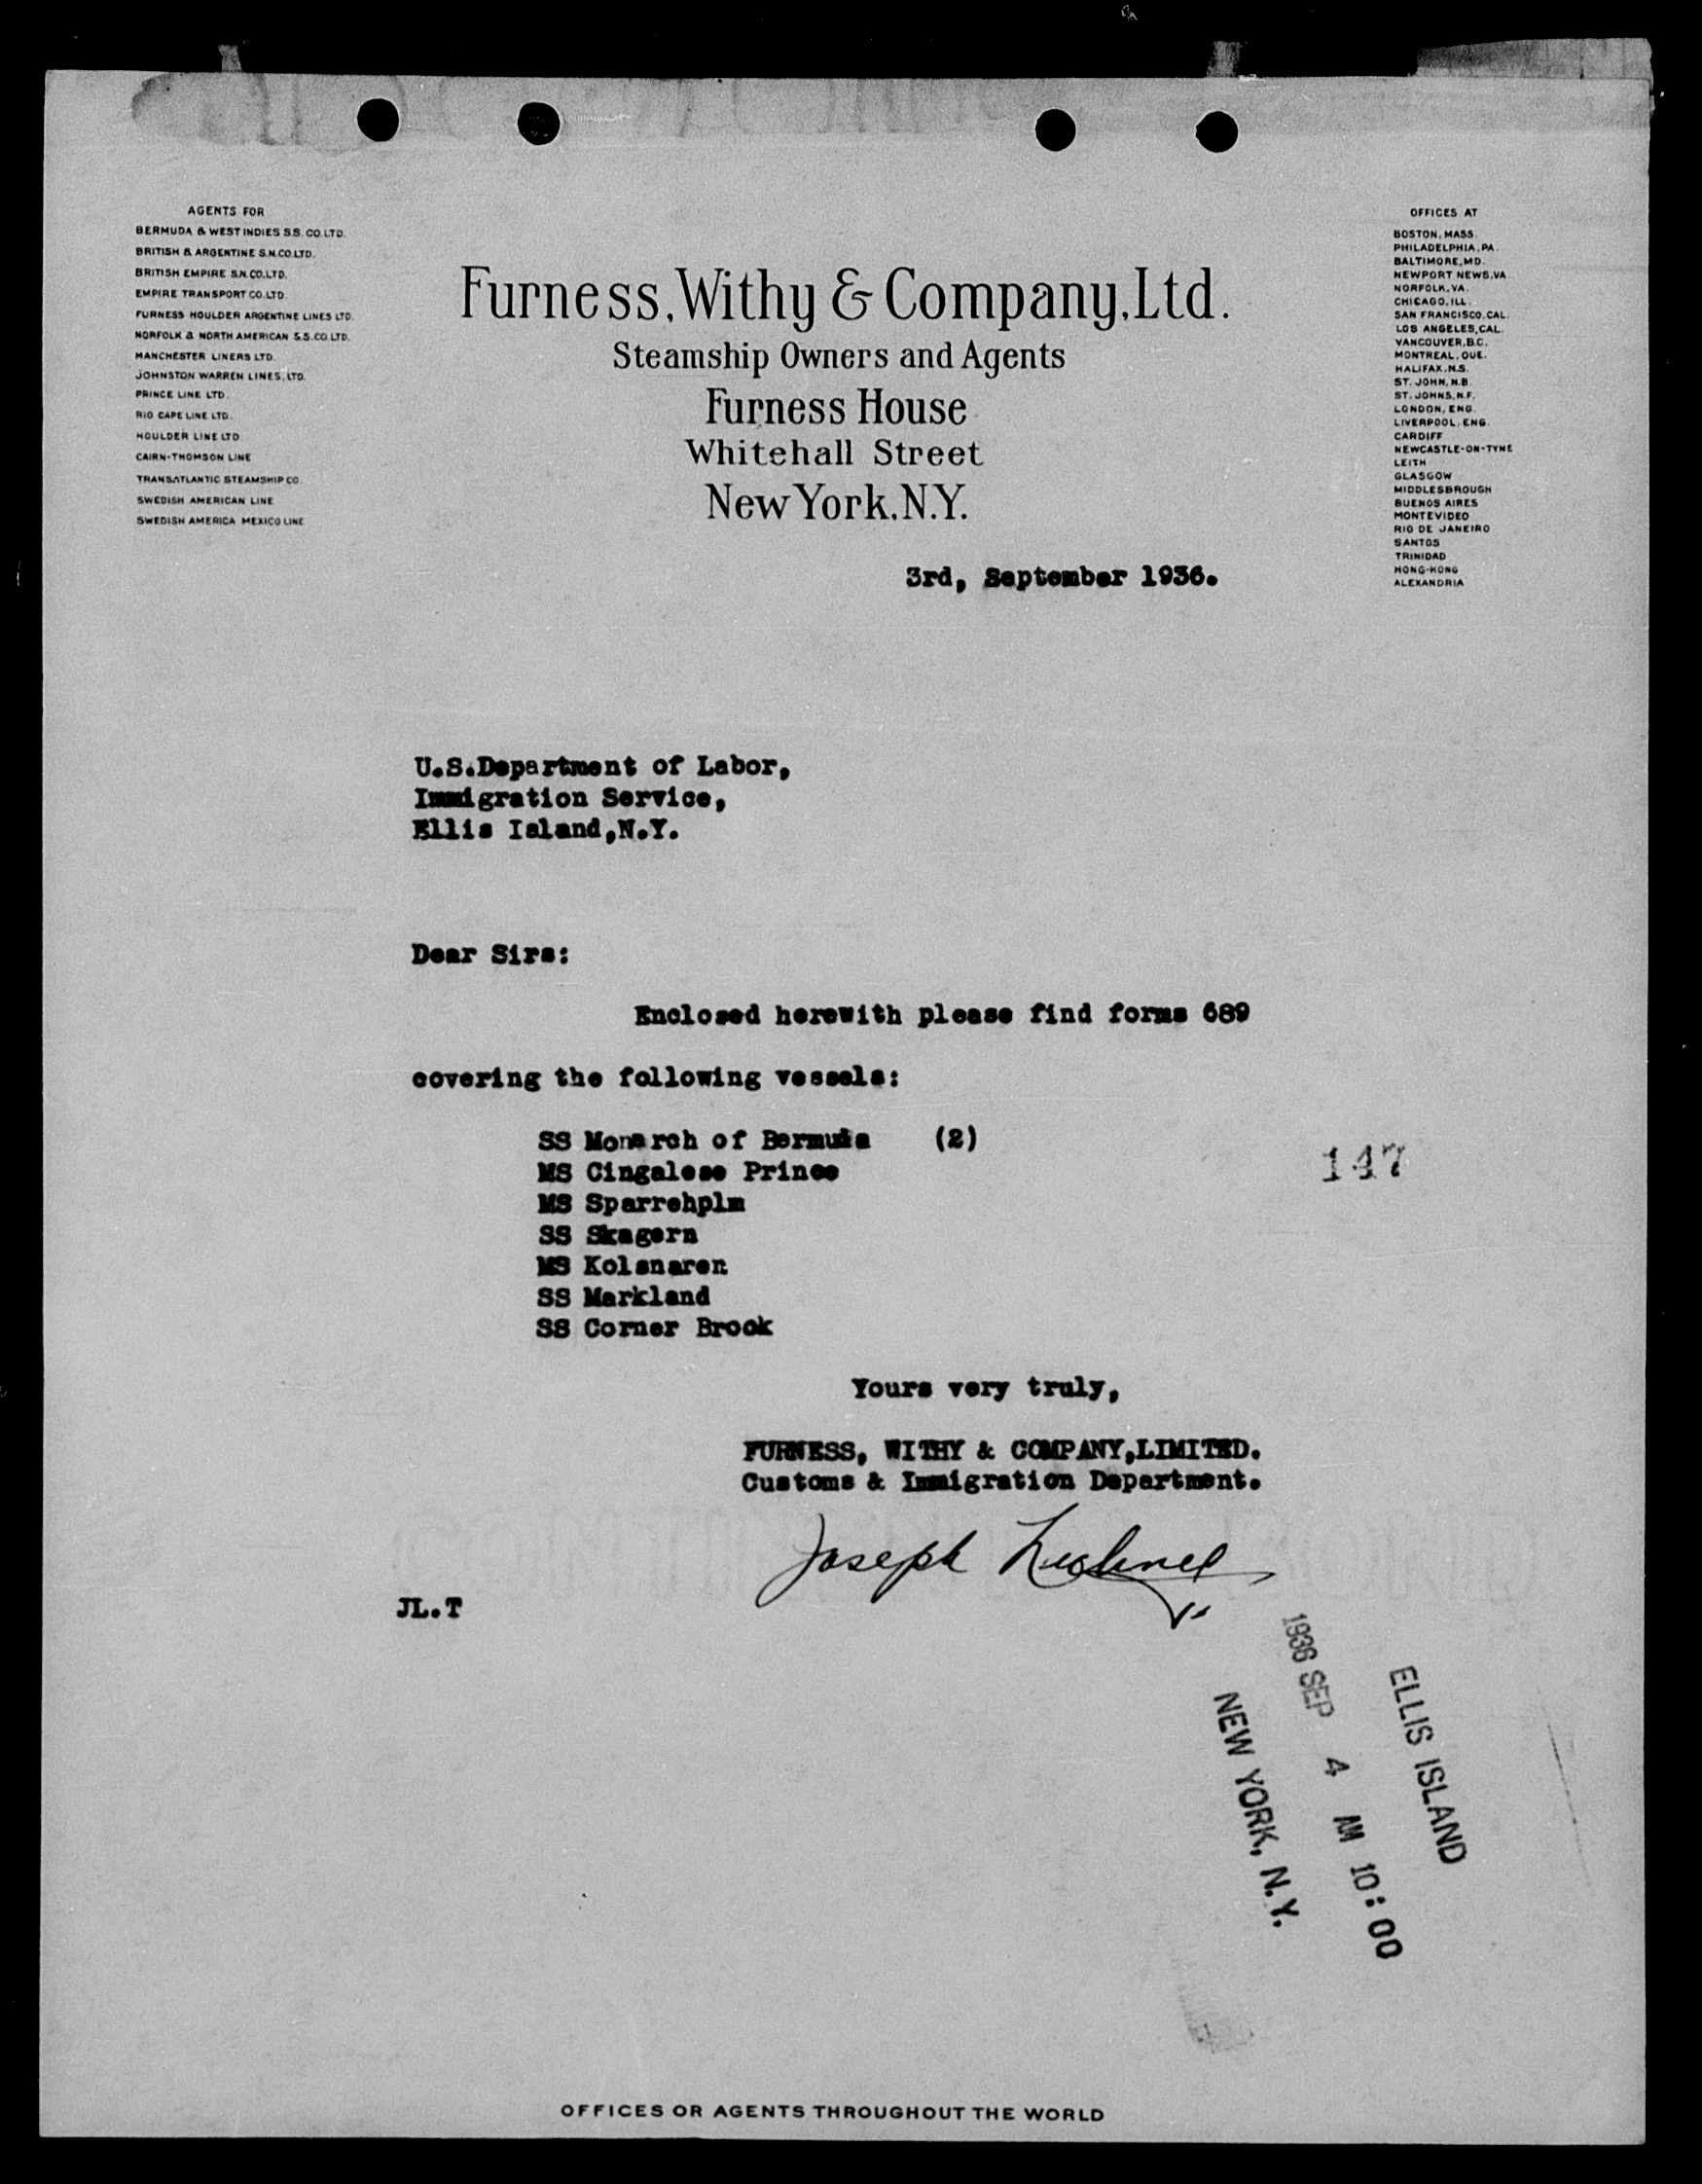 AGENTS FOR
BERMUDA & WEST INDIES S.S. CO. LTD.
BRITISH & ARGENTINE S.N.CO.LTD.
BRITISH EMPIRE S.N.CO.LTD.
EMPIRE TRANSPORT CO.LTD.
FURNESS HOULDER ARGENTINE LINES LTD.
NORFOLK & NORTH AMERICAN S.S.CO.LTD.
MANCHESTER LINERS LTD.
JOHNSTON WARREN LINES, LTD.
PRINCE LINE LTD.
RIO CAPE LINE LTD.
HOULDER LINE LTD.
CAIRN-THOMSON LINE
TRANSATLANTIC STEAMSHIP CO.
SWEDISH AMERICAN LINE
SWEDISH AMERICA MEXICO LINE
Furness, Withy & Company, Ltd.
Steamship Owners and Agents
Furness House
Whitehall Street
New York, N.Y.
OFFICES AT
BOSTON, MASS.
PHILADELPHIA, PA.
BALTIMORE, MD.
NEWPORT NEWS, VA.
NORFOLK, VA.
CHICAGO, ILL.
SAN FRANCISCO, CAL.
LOS ANGELES, CAL.
VANCOUVER, B.C.
MONTREAL, QUE.
HALIFAX, N.S.
ST. JOHN, N.B.
ST. JOHNS, N.F.
LONDON, ENG.
LIVERPOOL, ENG.
CARDIFF
NEWCASTLE-ON-TYNE
LEITH
GLASGOW
MIDDLESBROUGH
BUENOS AIRES
MONTEVIDEO
RIO DE JANEIRO
SANTOS
TRINIDAD
HONG-KONG
ALEXANDRIA
3rd, September 1936.
U.S.Department of Labor,
Immigration Service,
Ellis Island,N.Y.
Dear Sirs:
Enclosed herewith please find forms 689
covering the following vessels:
SS Monarch of Bermuda (2)
MS Cingalese Prince
MS Sparrehplm
SS Skagern
MS Kolsnaren
SS Markland
SS Corner Brook
147
Yours very truly,
FURNESS, WITHY & COMPANY,LIMITED.
Customs & Immigration Department.
Joseph
JL.T
ELLIS ISLAND
1936 SEP 4 AM 10:00
NEW YORK, N.Y.
OFFICES OR AGENTS THROUGHOUT THE WORLD